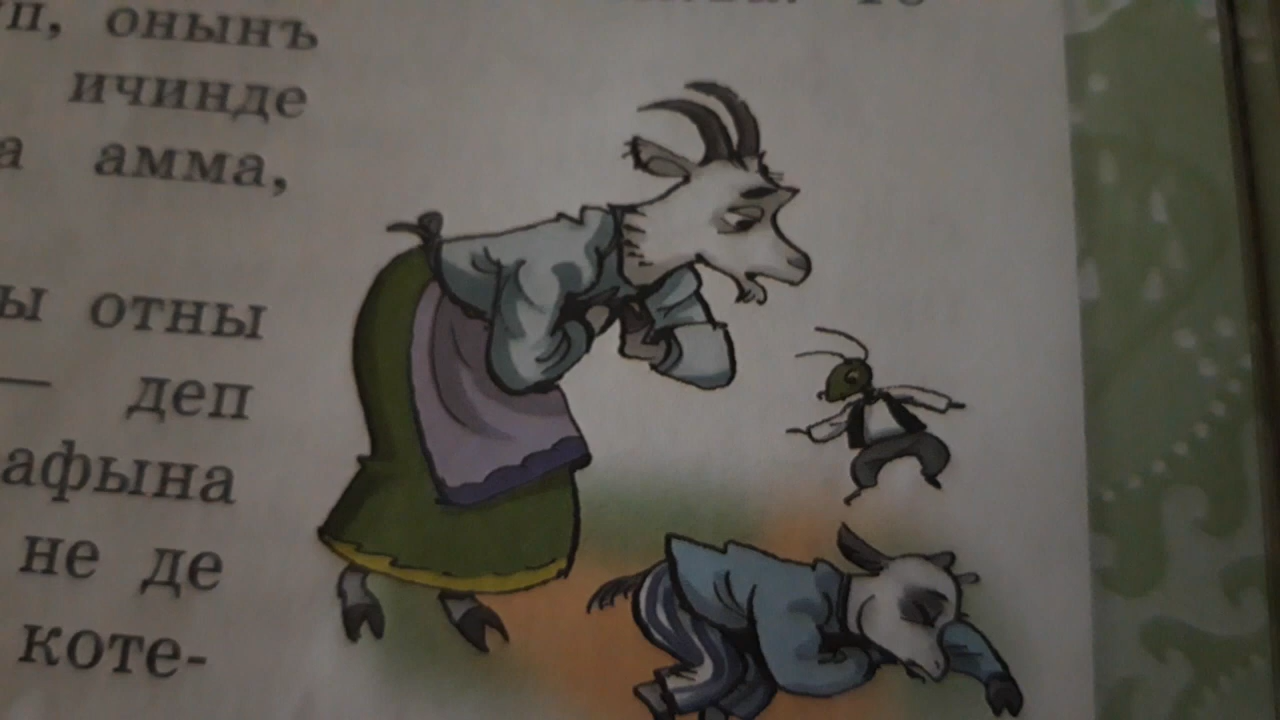 онынъ
ичинде
амма,
отны
— деп
афына
не де
коте-